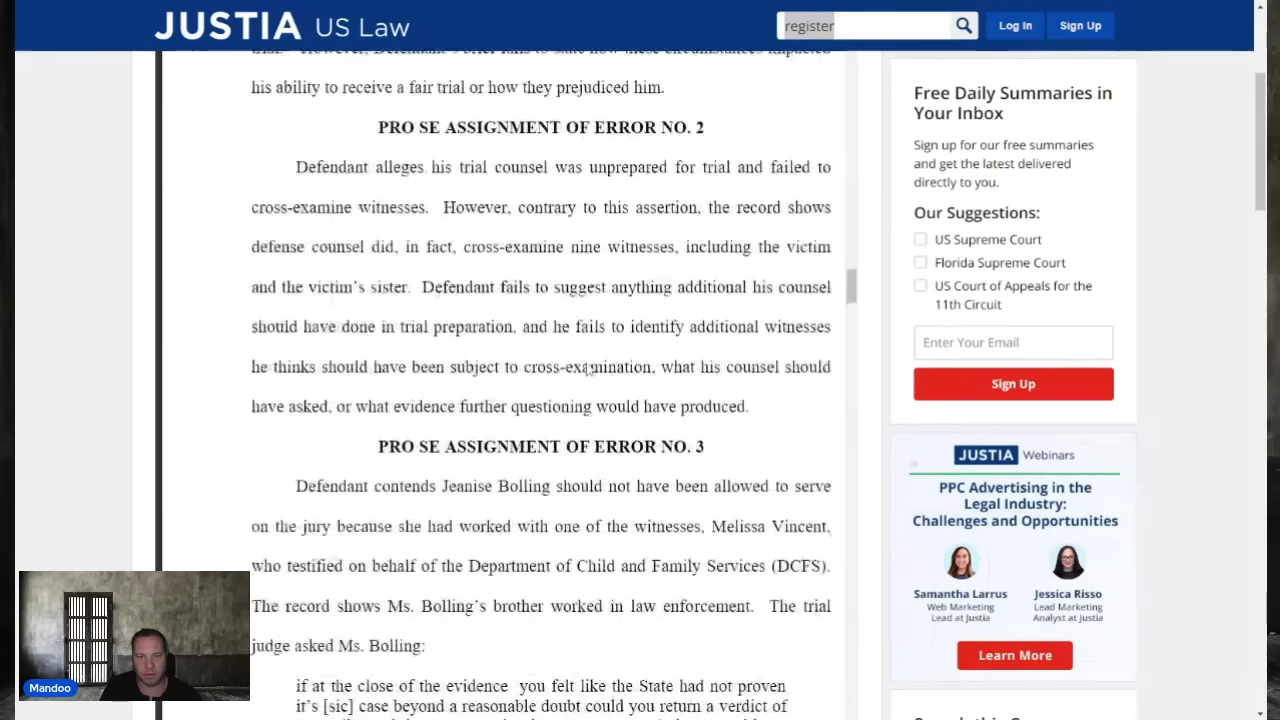 JUSTIA US Law
register
Log In
Sign Up
trial. However, Defendant's brief fails to state how these circumstances impacted
his ability to receive a fair trial or how they prejudiced him.
PRO SE ASSIGNMENT OF ERROR NO. 2
Defendant alleges his trial counsel was unprepared for trial and failed to
cross-examine witnesses. However, contrary to this assertion, the record shows
defense counsel did, in fact, cross-examine nine witnesses, including the victim
and the victim's sister. Defendant fails to suggest anything additional his counsel
should have done in trial preparation, and he fails to identify additional witnesses
he thinks should have been subject to cross-examination, what his counsel should
have asked, or what evidence further questioning would have produced.
PRO SE ASSIGNMENT OF ERROR NO. 3
Defendant contends Jeanise Bolling should not have been allowed to serve
on the jury because she had worked with one of the witnesses, Melissa Vincent,
who testified on behalf of the Department of Child and Family Services (DCFS).
The record shows Ms. Bolling's brother worked in law enforcement. The trial
judge asked Ms. Bolling:
if at the close of the evidence you felt like the State had not proven
it's [sic] case beyond a reasonable doubt could you return a verdict of
Free Daily Summaries in
Your Inbox
Sign up for our free summaries
and get the latest delivered
directly to you.
Our Suggestions:
US Supreme Court
Florida Supreme Court
US Court of Appeals for the
11th Circuit
Enter Your Email
Sign Up
JUSTIA Webinars
PPC Advertising in the
Legal Industry:
Challenges and Opportunities
Samantha Larrus
Web Marketing
Lead at Justia
Jessica Risso
Lead Marketing
Analyst at Justia
Learn More
Mandoo